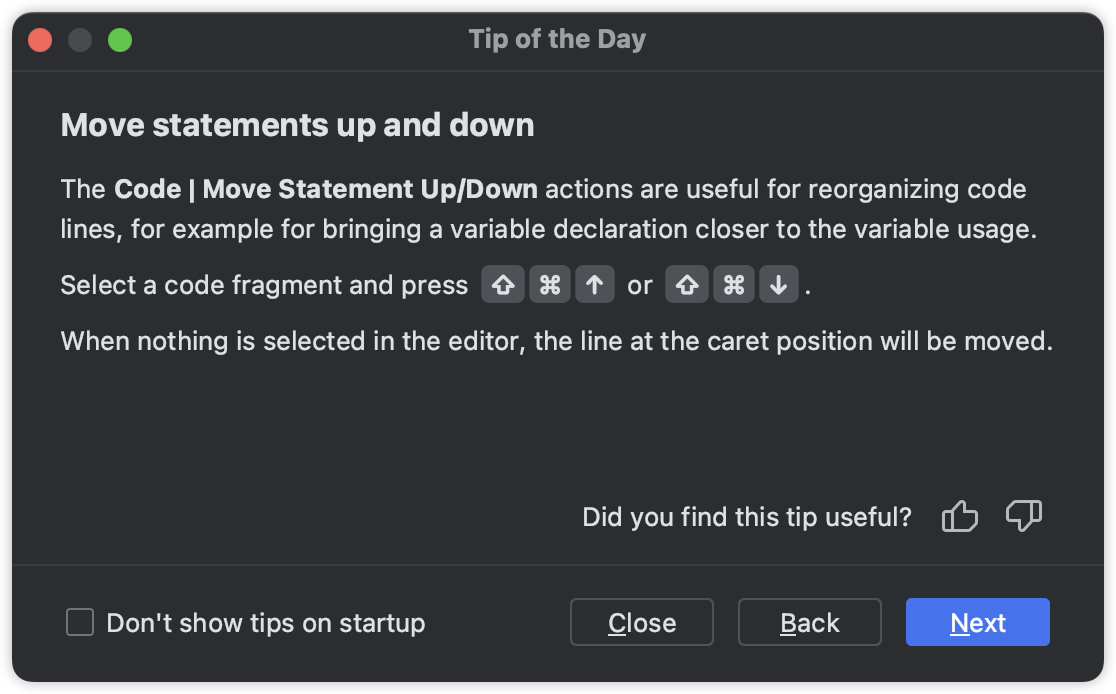 Tip of the Day
Move statements up and down
The Code | Move Statement Up/Down actions are useful for reorganizing code
lines, for example for bringing a variable declaration closer to the variable usage.
Select a code fragment and press ⇧ ⌘ ↑ or ⇧ ⌘ ↓ .
When nothing is selected in the editor, the line at the caret position will be moved.
Did you find this tip useful?
Don't show tips on startup
Close
Back
Next